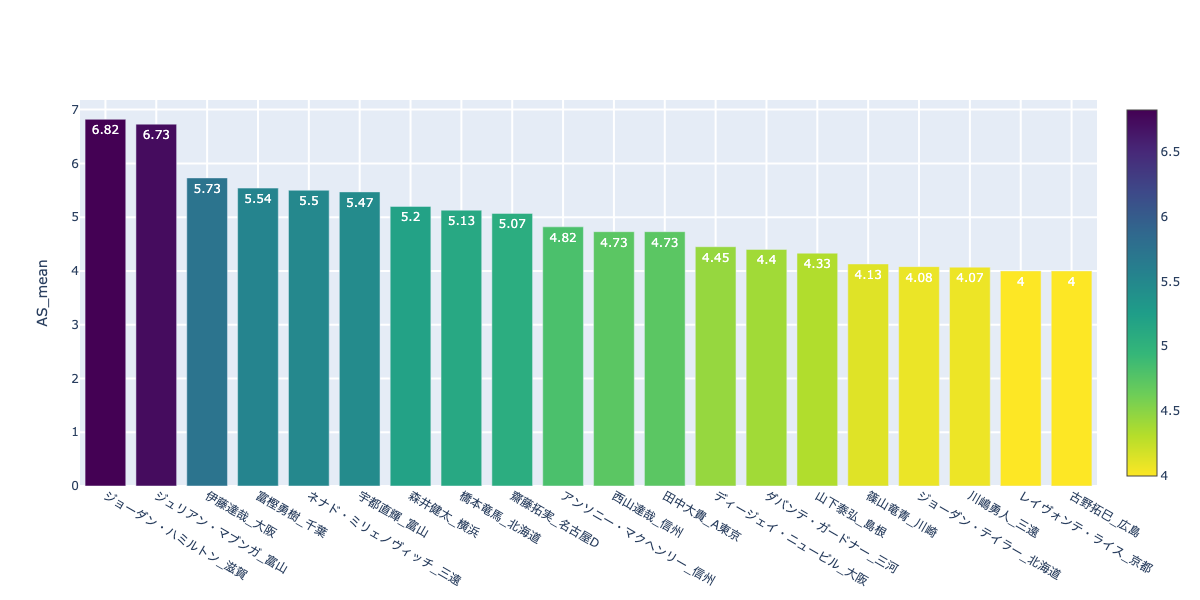 AS_mean
7
6
5
4
3
2
1
0
6.82
6.73
5.73
5.54
5.5
5.47
5.2
5.13
5.07
4.82
4.73
4.73
4.45
4.4
4.33
4.13
4.08
4.07
4
4
ジョーダン・ハミルトン_滋賀
ジュリアン・マブンガ_富山
伊藤達哉_大阪
富樫勇樹_千葉
ネナド・ミリェノヴィッチ_三遠
宇都直輝_富山
森井健太_横浜
橋本竜馬_北海道
齋藤拓実_名古屋D
アンソニー・マクヘンリー_信州
西山達哉_信州
田中大貴_A東京
ディージェイ・ニュービル_大阪
ダバンテ・ガードナー_三河
山下泰弘_島根
篠山竜青_川崎
ジョーダン・テイラー_北海道
川嶋勇人_三遠
レイヴォンテ・ライス_京都
古野拓巳_広島
6.5
6
5.5
5
4.5
4